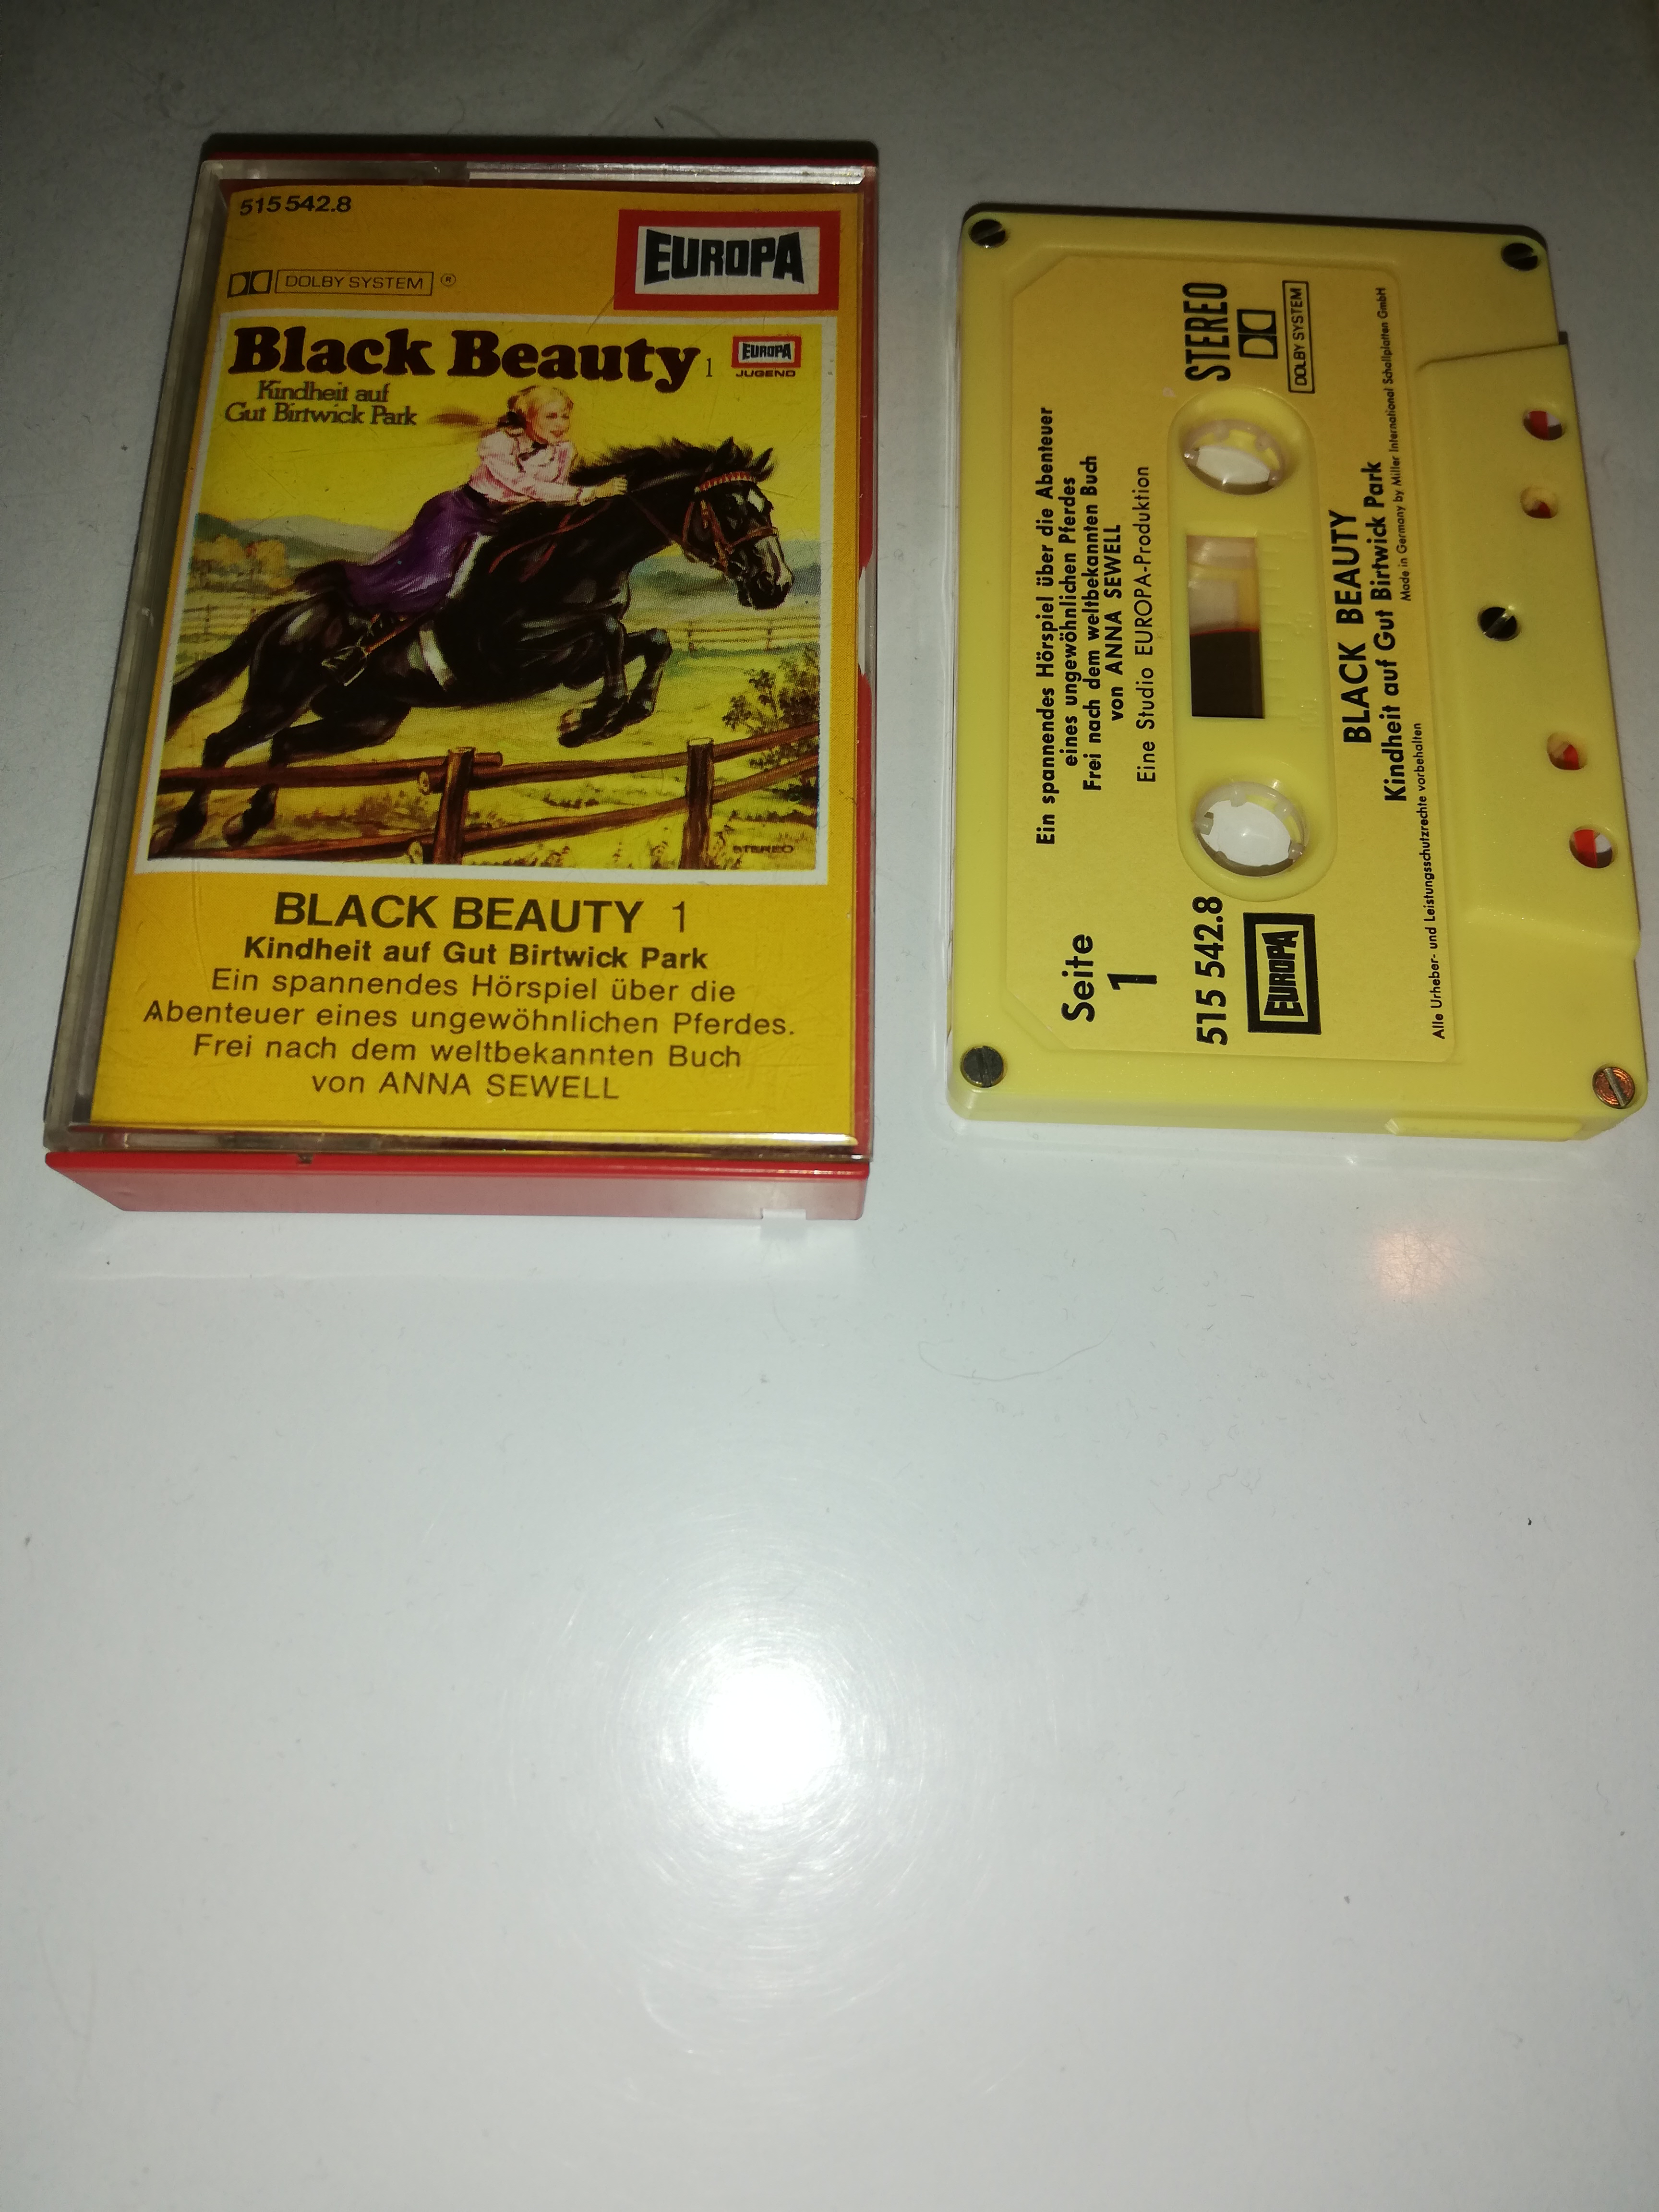 515 542.8
EUROPA
DOLBY SYSTEM ®
Black Beauty 1
EUROPA
JUGEND
Kindheit auf
Gut Birtwick Park
STEREO
BLACK BEAUTY 1
Kindheit auf Gut Birtwick Park
Ein spannendes Hörspiel über die
Abenteuer eines ungewöhnlichen Pferdes.
Frei nach dem weltbekannten Buch
von ANNA SEWELL
Seite
1
Ein spannendes Hörspiel über die Abenteuer
eines ungewöhnlichen Pferdes
Frei nach dem weltbekannten Buch
von ANNA SEWELL
Eine Studio EUROPA-Produktion
515 542.8
EUROPA
STEREO
DOLBY SYSTEM
BLACK BEAUTY
Kindheit auf Gut Birtwick Park
Made in Germany by Miller International Schallplatten GmbH
Alle Urheber- und Leistungsschutzrechte vorbehalten